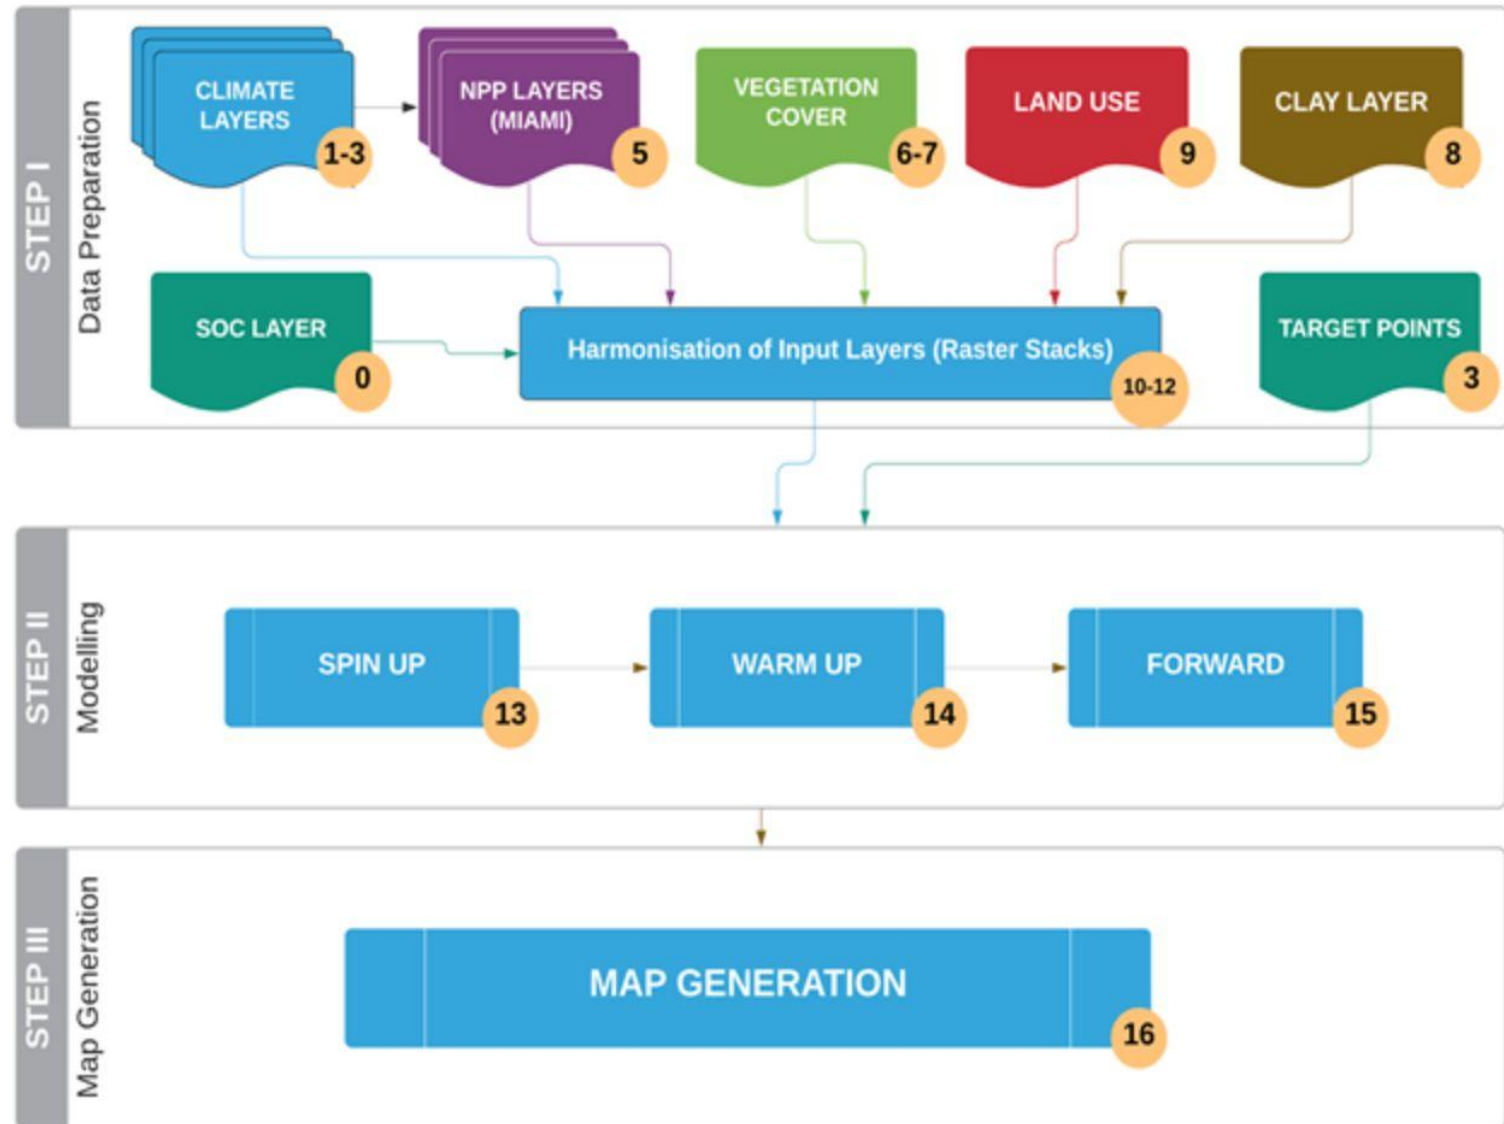 STEP I
Data Preparation
CLIMATE
LAYERS
1-3
NPP LAYERS
(MIAMI)
5
VEGETATION
COVER
6-7
LAND USE
9
CLAY LAYER
8
SOC LAYER
0
Harmonisation of Input Layers (Raster Stacks)
10-12
TARGET POINTS
3
STEP II
Modelling
SPIN UP
13
WARM UP
14
FORWARD
15
STEP III
Map Generation
MAP GENERATION
16